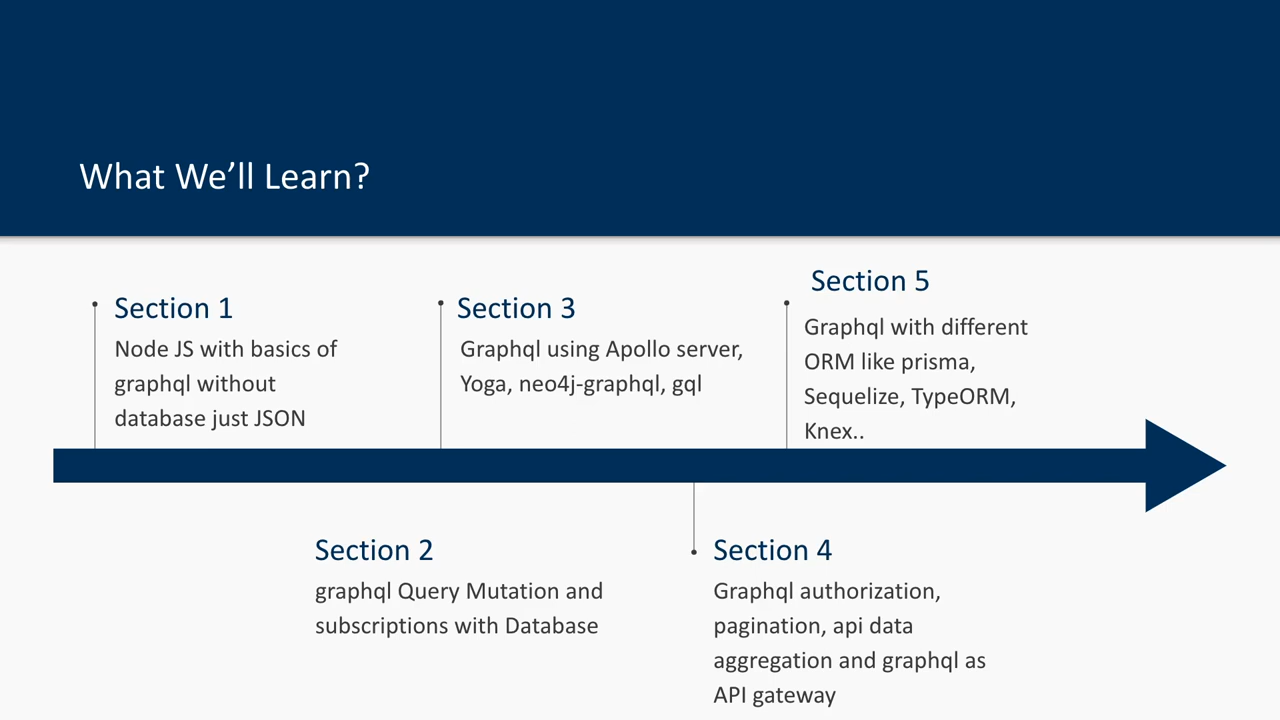 What We’ll Learn?
Section 1
Node JS with basics of
graphql without
database just JSON
Section 2
graphql Query Mutation and
subscriptions with Database
Section 3
Graphql using Apollo server,
Yoga, neo4j-graphql, gql
Section 4
Graphql authorization,
pagination, api data
aggregation and graphql as
API gateway
Section 5
Graphql with different
ORM like prisma,
Sequelize, TypeORM,
Knex..